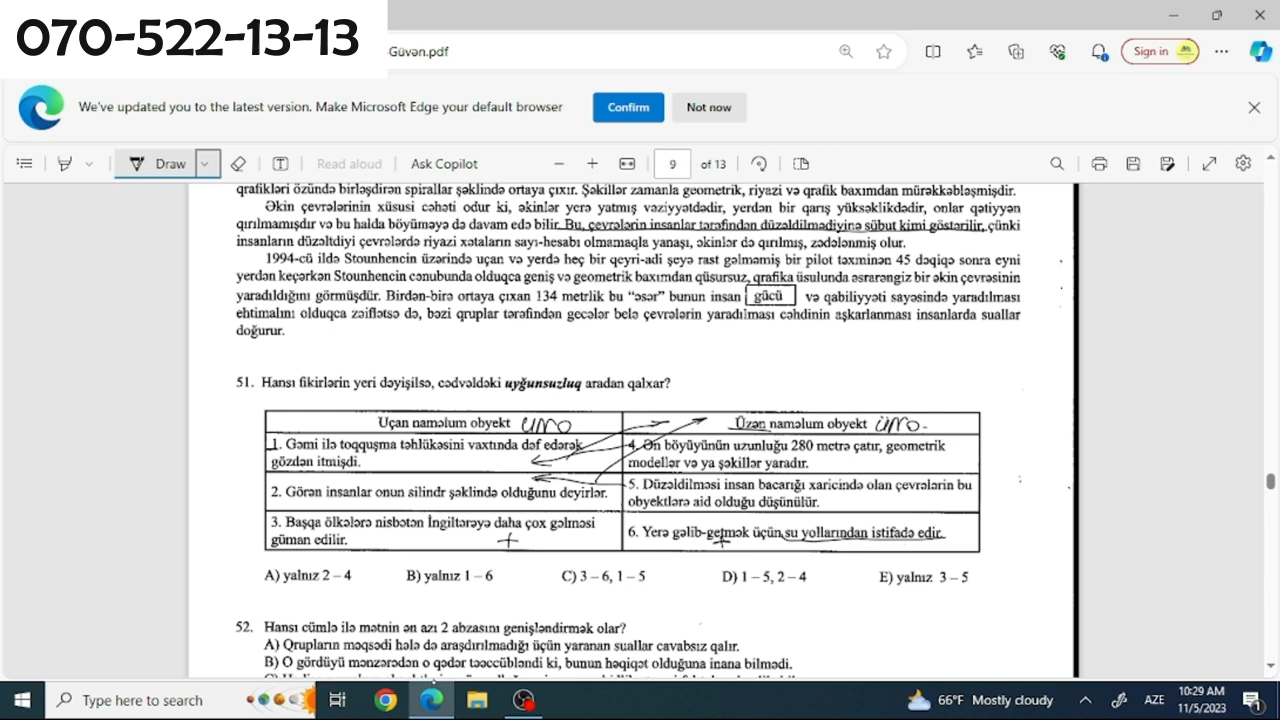 070-522-13-13
-Güvən.pdf
Sign in
We've updated you to the latest version. Make Microsoft Edge your default browser
Confirm
Not now
Draw
Read aloud
Ask Copilot
9 of 13
qrafikləri özündə birləşdirən spirallar şəklində ortaya çıxır. Şəkillər zamanla geometrik, riyazi və qrafik baxımdan mürəkkəbləşmişdir.
Əkin çevrələrinin xüsusi cəhəti odur ki, əkinlər yerə yatmış vəziyyətdədir, yerdən bir qarış yüksəklikdədir, onlar qətiyyən
qırılmamışdır və bu halda böyüməyə də davam edə bilir. Bu, çevrələrin insanlar tərəfindən düzəldilmədiyinə sübut kimi göstərilir, çünki
insanların düzəltdiyi çevrələrdə riyazi xətaların sayı-hesabı olmamaqla yanaşı, əkinlər də qırılmış, zədələnmiş olur.
1994-cü ildə Stounhencin üzərində uçan və yerdə heç bir qeyri-adi şeyə rast gəlməmiş bir pilot təxminən 45 dəqiqə sonra eyni
yerdən keçərkən Stounhencin cənubunda olduqca geniş və geometrik baxımdan qüsursuz, qrafika üsulunda əsrarəngiz bir əkin çevrəsinin
yaradıldığını görmüşdür. Birdən-birə ortaya çıxan 134 metrlik bu “əsər” bunun insan gücü və qabiliyyəti sayəsində yaradılması
ehtimalını olduqca zəiflətsə də, bəzi qruplar tərəfindən gecələr belə çevrələrin yaradılması cəhdinin aşkarlanması insanlarda suallar
doğurur.
51. Hansı fikirlərin yeri dəyişilsə, cədvəldəki uyğunsuzluq aradan qalxar?
Uçan naməlum obyekt UNO
Üzən naməlum obyekt ÜNO-
1. Gəmi ilə toqquşma təhlükəsini vaxtında dəf edərək
gözdən itmişdi.
4. Ən böyüyünün uzunluğu 280 metrə çatır, geometrik
modellər və ya şəkillər yaradır.
2. Görən insanlar onun silindr şəklində olduğunu deyirlər.
5. Düzəldilməsi insan bacarığı xaricində olan çevrələrin bu
obyektlərə aid olduğu düşünülür.
3. Başqa ölkələrə nisbətən İngiltərəyə daha çox gəlməsi
güman edilir. +
6. Yerə gəlib-getmək üçün su yollarından istifadə edir. +
A) yalnız 2 – 4 B) yalnız 1 – 6 C) 3 – 6, 1 – 5 D) 1 – 5, 2 – 4 E) yalnız 3 – 5
52. Hansı cümlə ilə mətnin ən azı 2 abzasını genişləndirmək olar?
A) Qrupların məqsədi hələ də araşdırılmadığı üçün yaranan suallar cavabsız qalır.
B) O gördüyü mənzərədən o qədər təəccübləndi ki, bunun həqiqət olduğuna inana bilmədi.
Type here to search
66°F Mostly cloudy
AZE
10:29 AM
11/5/2023
1